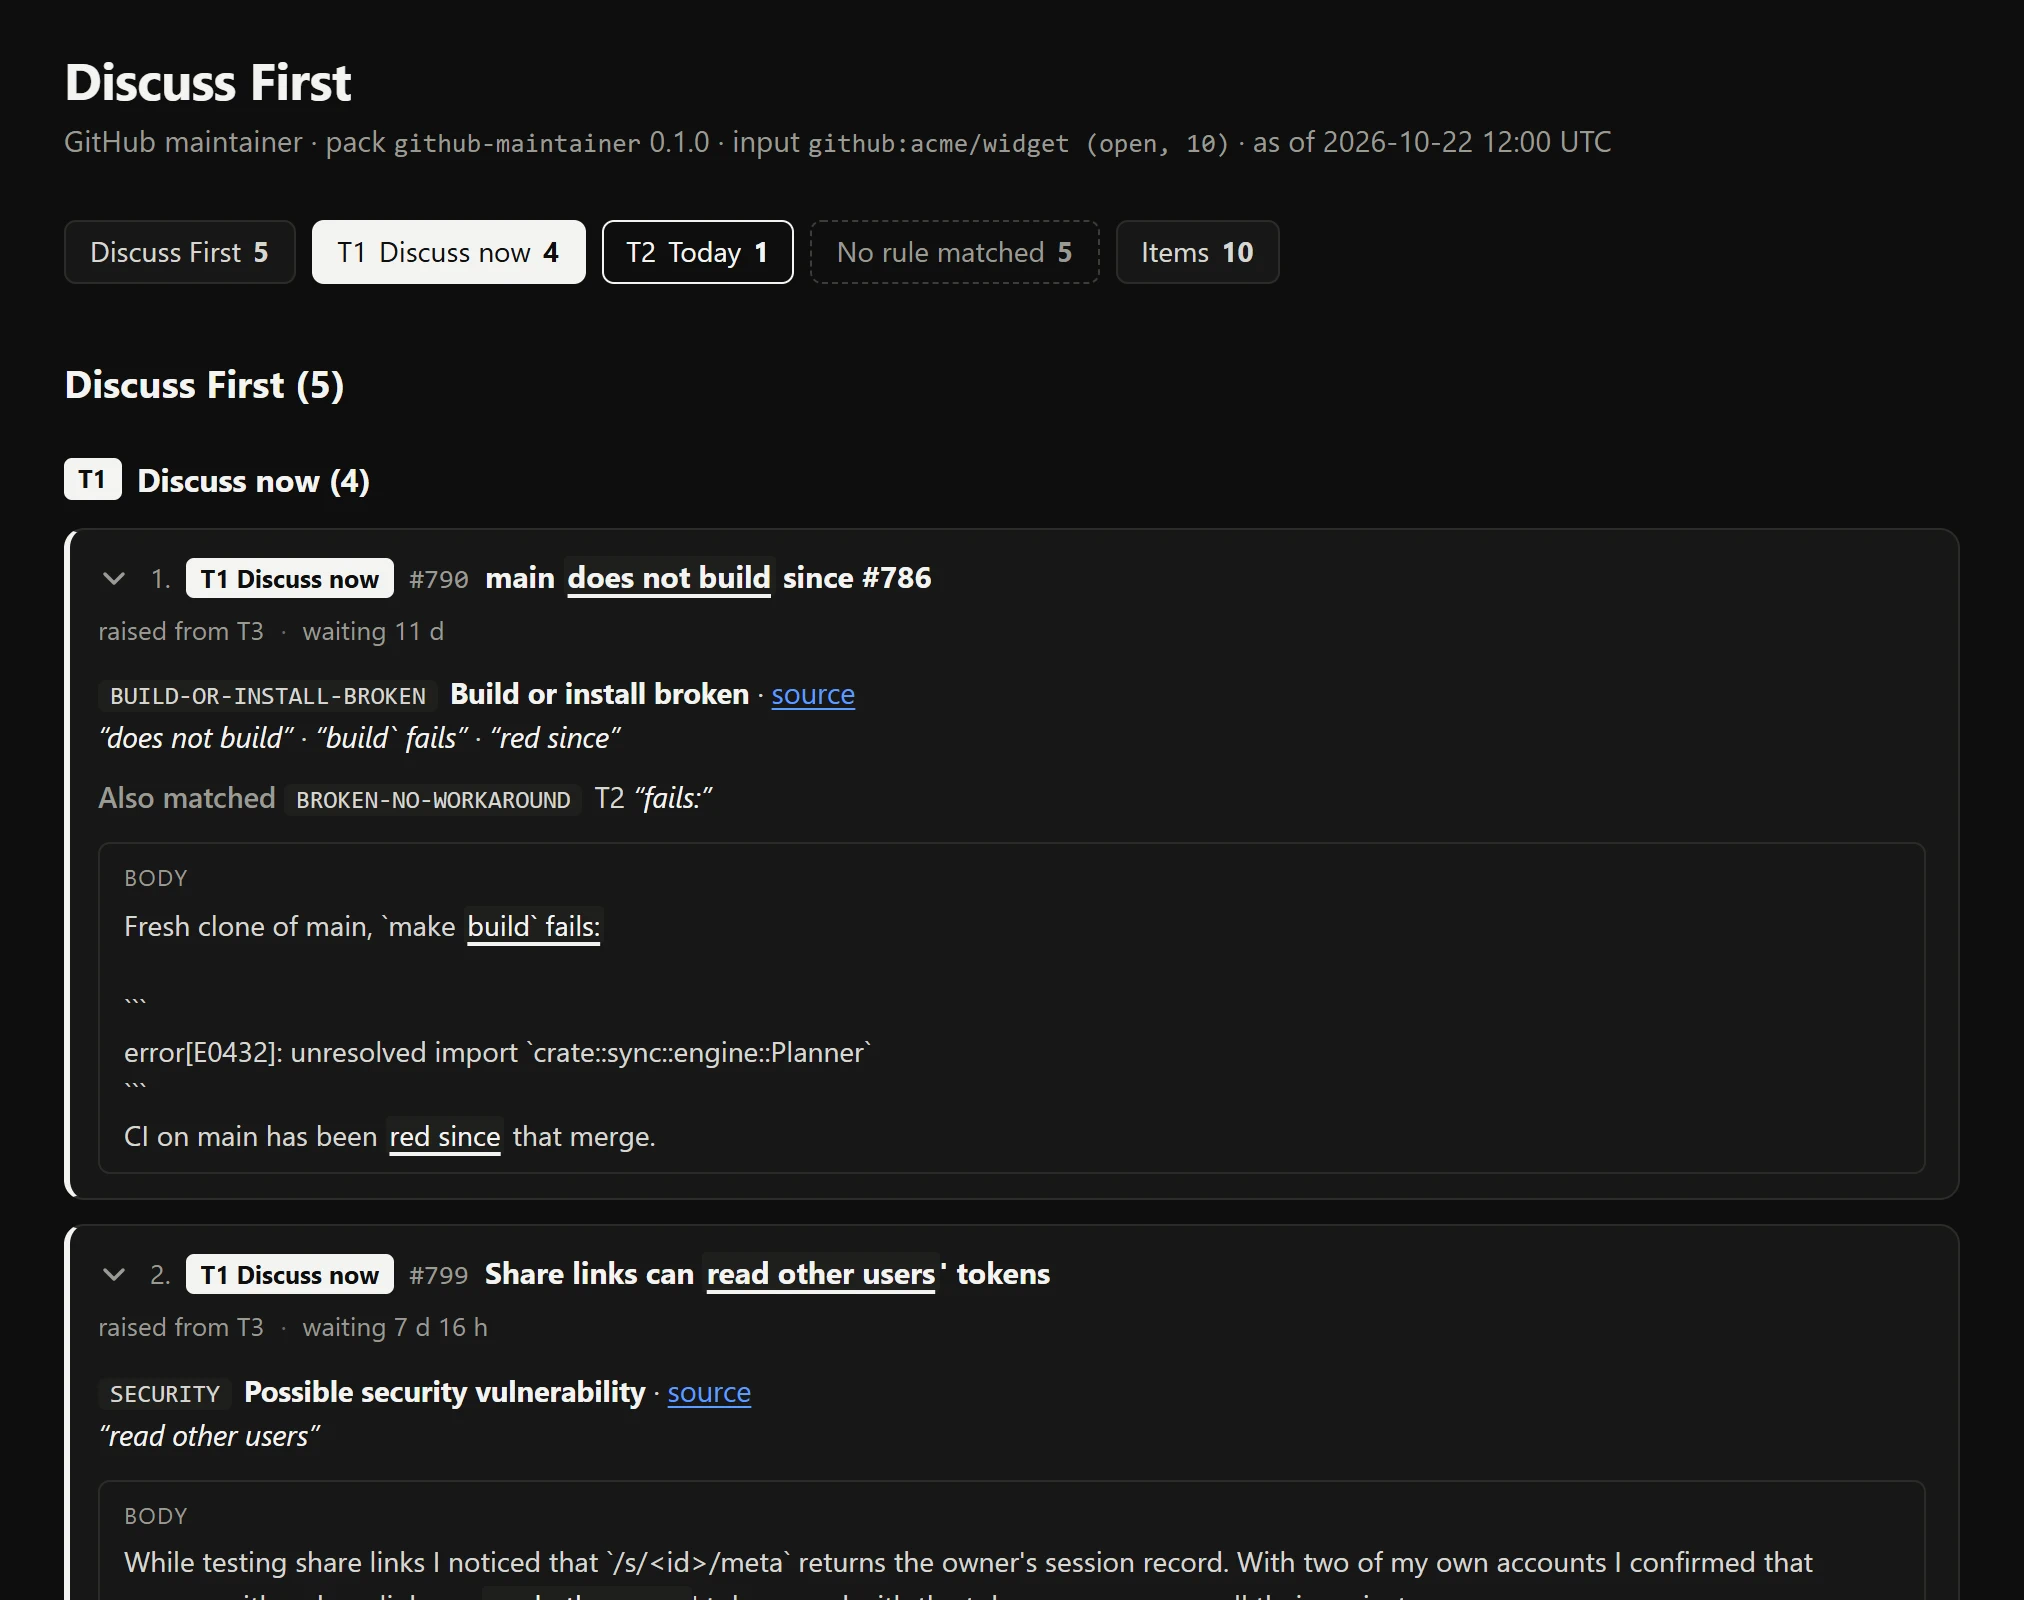 Discuss First
GitHub maintainer · pack github-maintainer 0.1.0 · input github:acme/widget (open, 10) · as of 2026-10-22 12:00 UTC
Discuss First 5 T1 Discuss now 4 T2 Today 1 No rule matched 5 Items 10
Discuss First (5)
T1 Discuss now (4)
1. T1 Discuss now #790 main does not build since #786
raised from T3 · waiting 11 d
BUILD-OR-INSTALL-BROKEN Build or install broken · source
“does not build” · “build` fails” · “red since”
Also matched BROKEN-NO-WORKAROUND T2 “fails:”
BODY
Fresh clone of main, `make build` fails:
```
error[E0432]: unresolved import `crate::sync::engine::Planner`
```
CI on main has been red since that merge.
2. T1 Discuss now #799 Share links can read other users' tokens
raised from T3 · waiting 7 d 16 h
SECURITY Possible security vulnerability · source
“read other users”
BODY
While testing share links I noticed that `/s/<id>/meta` returns the owner's session record. With two of my own accounts I confirmed that